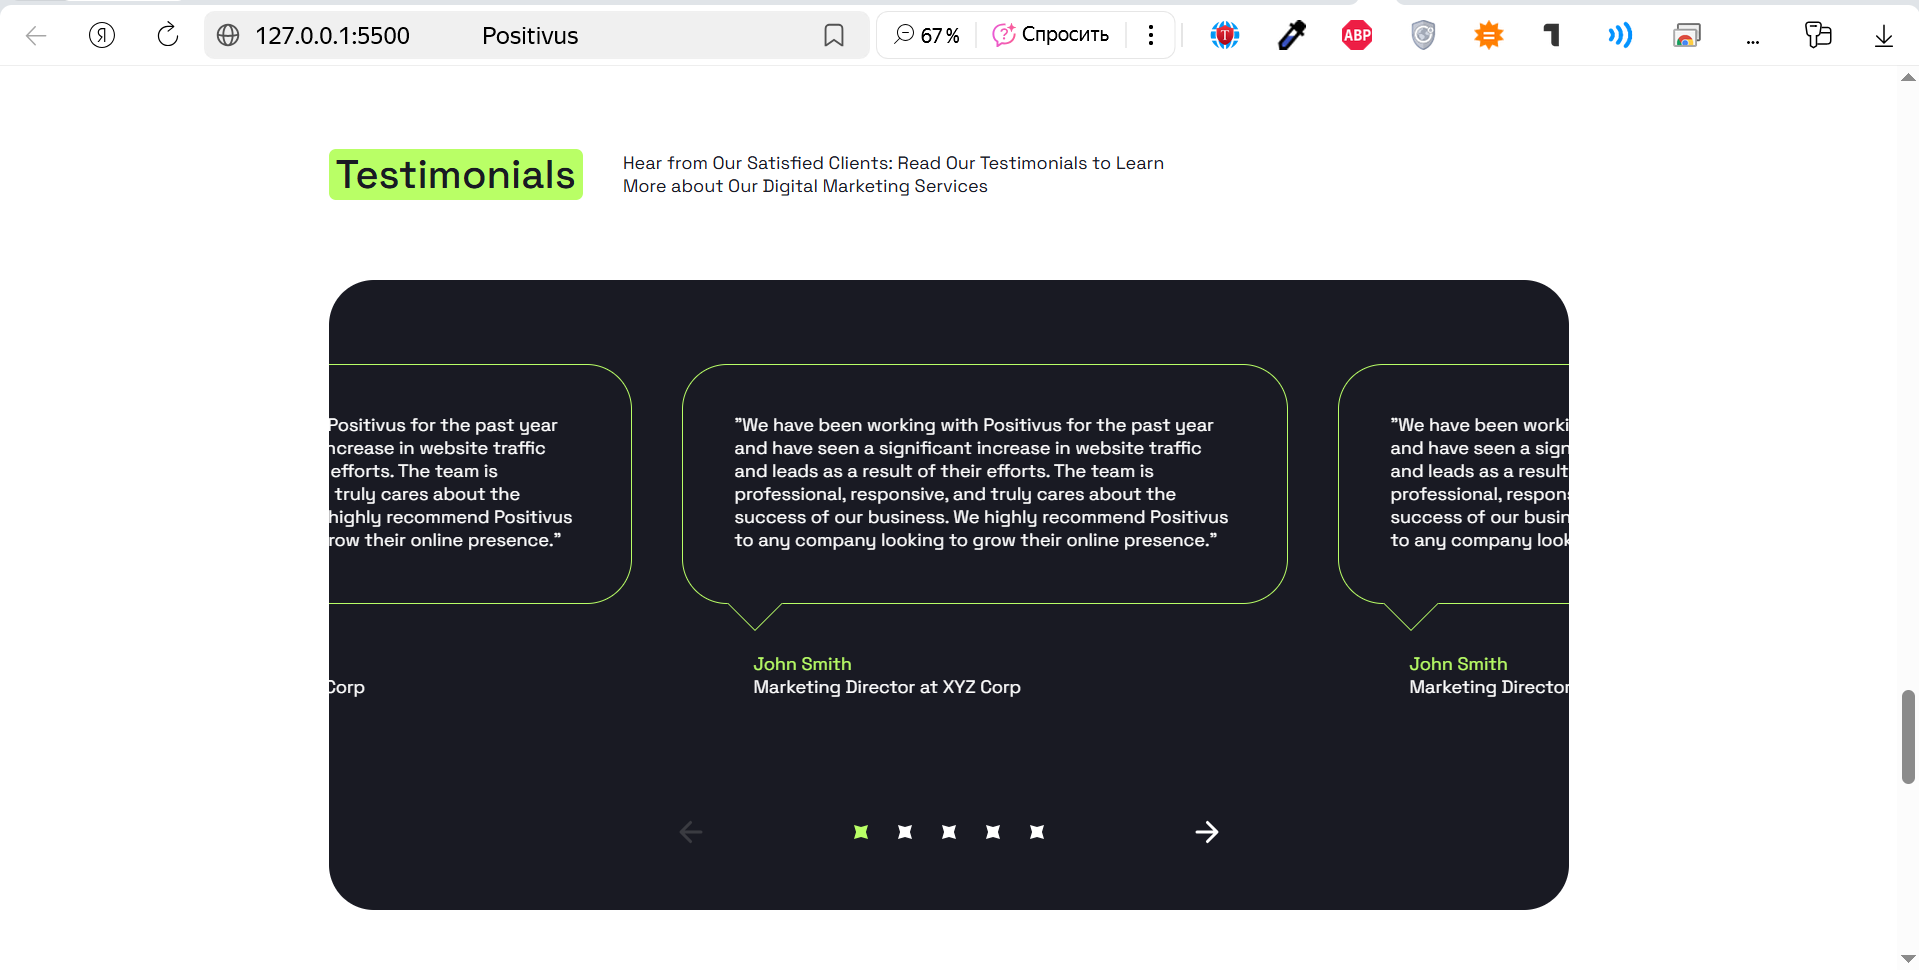 127.0.0.1:5500 Positivus 67% Спросить ABP ...
Testimonials
Hear from Our Satisfied Clients: Read Our Testimonials to Learn
More about Our Digital Marketing Services
Positivus for the past year
ncrease in website traffic
efforts. The team is
truly cares about the
highly recommend Positivus
row their online presence.”
Corp
”We have been working with Positivus for the past year
and have seen a significant increase in website traffic
and leads as a result of their efforts. The team is
professional, responsive, and truly cares about the
success of our business. We highly recommend Positivus
to any company looking to grow their online presence.”
John Smith
Marketing Director at XYZ Corp
”We have been worki
and have seen a sign
and leads as a result
professional, respons
success of our busin
to any company look
John Smith
Marketing Director